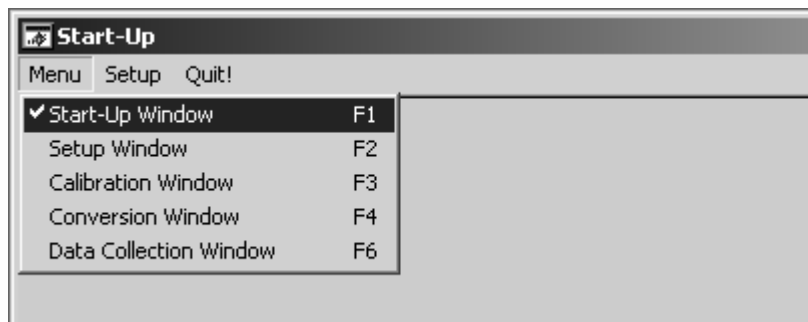 Start-Up
Menu Setup Quit!
Start-Up Window F1
Setup Window F2
Calibration Window F3
Conversion Window F4
Data Collection Window F6